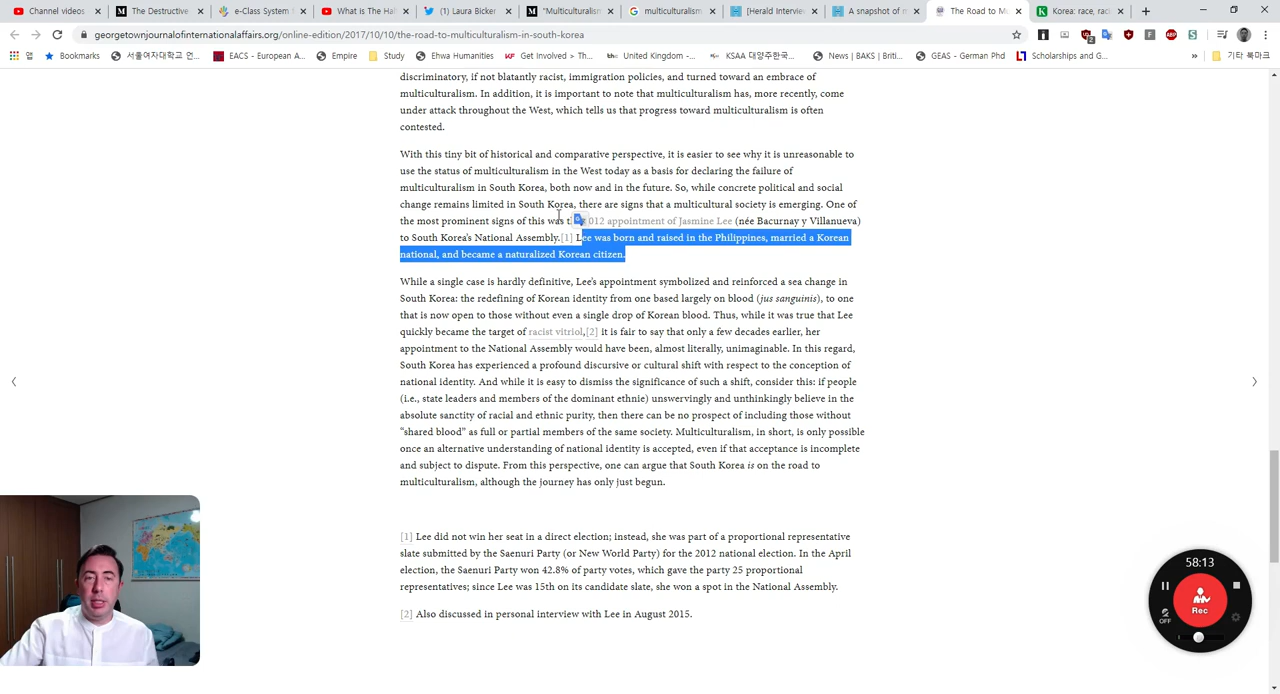 Channel videos
The Destructive
e-Class System
What is The Hal
(1) Laura Bicker
"Multiculturalism
multiculturalism
[Herald Interview
A snapshot of m
The Road to Mu
Korea: race, rac
georgetownjournalofinternationalaffairs.org/online-edition/2017/10/10/the-road-to-multiculturalism-in-south-korea
앱
Bookmarks
서울여자대학교 언...
EACS - European A...
Empire
Study
Ehwa Humanities
Get Involved > Th...
United Kingdom -...
KSAA 대양주한국...
News | BAKS | Briti...
GEAS - German Phd
Scholarships and G...
»
기타 북마크
discriminatory, if not blatantly racist, immigration policies, and turned toward an embrace of
multiculturalism. In addition, it is important to note that multiculturalism has, more recently, come
under attack throughout the West, which tells us that progress toward multiculturalism is often
contested.
With this tiny bit of historical and comparative perspective, it is easier to see why it is unreasonable to
use the status of multiculturalism in the West today as a basis for declaring the failure of
multiculturalism in South Korea, both now and in the future. So, while concrete political and social
change remains limited in South Korea, there are signs that a multicultural society is emerging. One of
the most prominent signs of this was 012 appointment of Jasmine Lee (née Bacurnay y Villanueva)
to South Korea's National Assembly.[1] Lee was born and raised in the Philippines, married a Korean
national, and became a naturalized Korean citizen.
While a single case is hardly definitive, Lee's appointment symbolized and reinforced a sea change in
South Korea: the redefining of Korean identity from one based largely on blood (jus sanguinis), to one
that is now open to those without even a single drop of Korean blood. Thus, while it was true that Lee
quickly became the target of racist vitriol,[2] it is fair to say that only a few decades earlier, her
appointment to the National Assembly would have been, almost literally, unimaginable. In this regard,
South Korea has experienced a profound discursive or cultural shift with respect to the conception of
national identity. And while it is easy to dismiss the significance of such a shift, consider this: if people
(i.e., state leaders and members of the dominant ethnie) unswervingly and unthinkingly believe in the
absolute sanctity of racial and ethnic purity, then there can be no prospect of including those without
"shared blood" as full or partial members of the same society. Multiculturalism, in short, is only possible
once an alternative understanding of national identity is accepted, even if that acceptance is incomplete
and subject to dispute. From this perspective, one can argue that South Korea is on the road to
multiculturalism, although the journey has only just begun.
[1] Lee did not win her seat in a direct election; instead, she was part of a proportional representative
slate submitted by the Saenuri Party (or New World Party) for the 2012 national election. In the April
election, the Saenuri Party won 42.8% of party votes, which gave the party 25 proportional
representatives; since Lee was 15th on its candidate slate, she won a spot in the National Assembly.
[2] Also discussed in personal interview with Lee in August 2015.
58:13
Rec
OFF